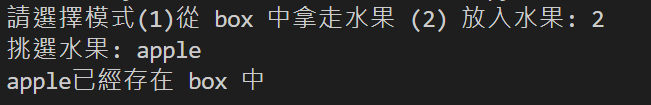 請選擇模式(1)從 box 中拿走水果 (2) 放入水果: 2
挑選水果: apple
apple已經存在 box 中